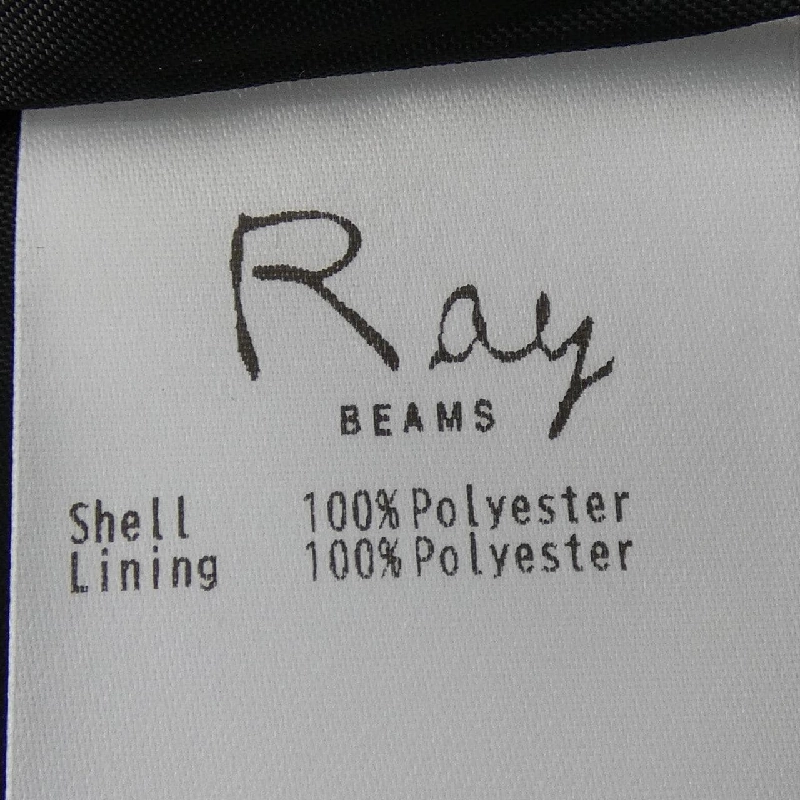 Ray
BEAMS
Shell 100% Polyester
Lining 100% Polyester